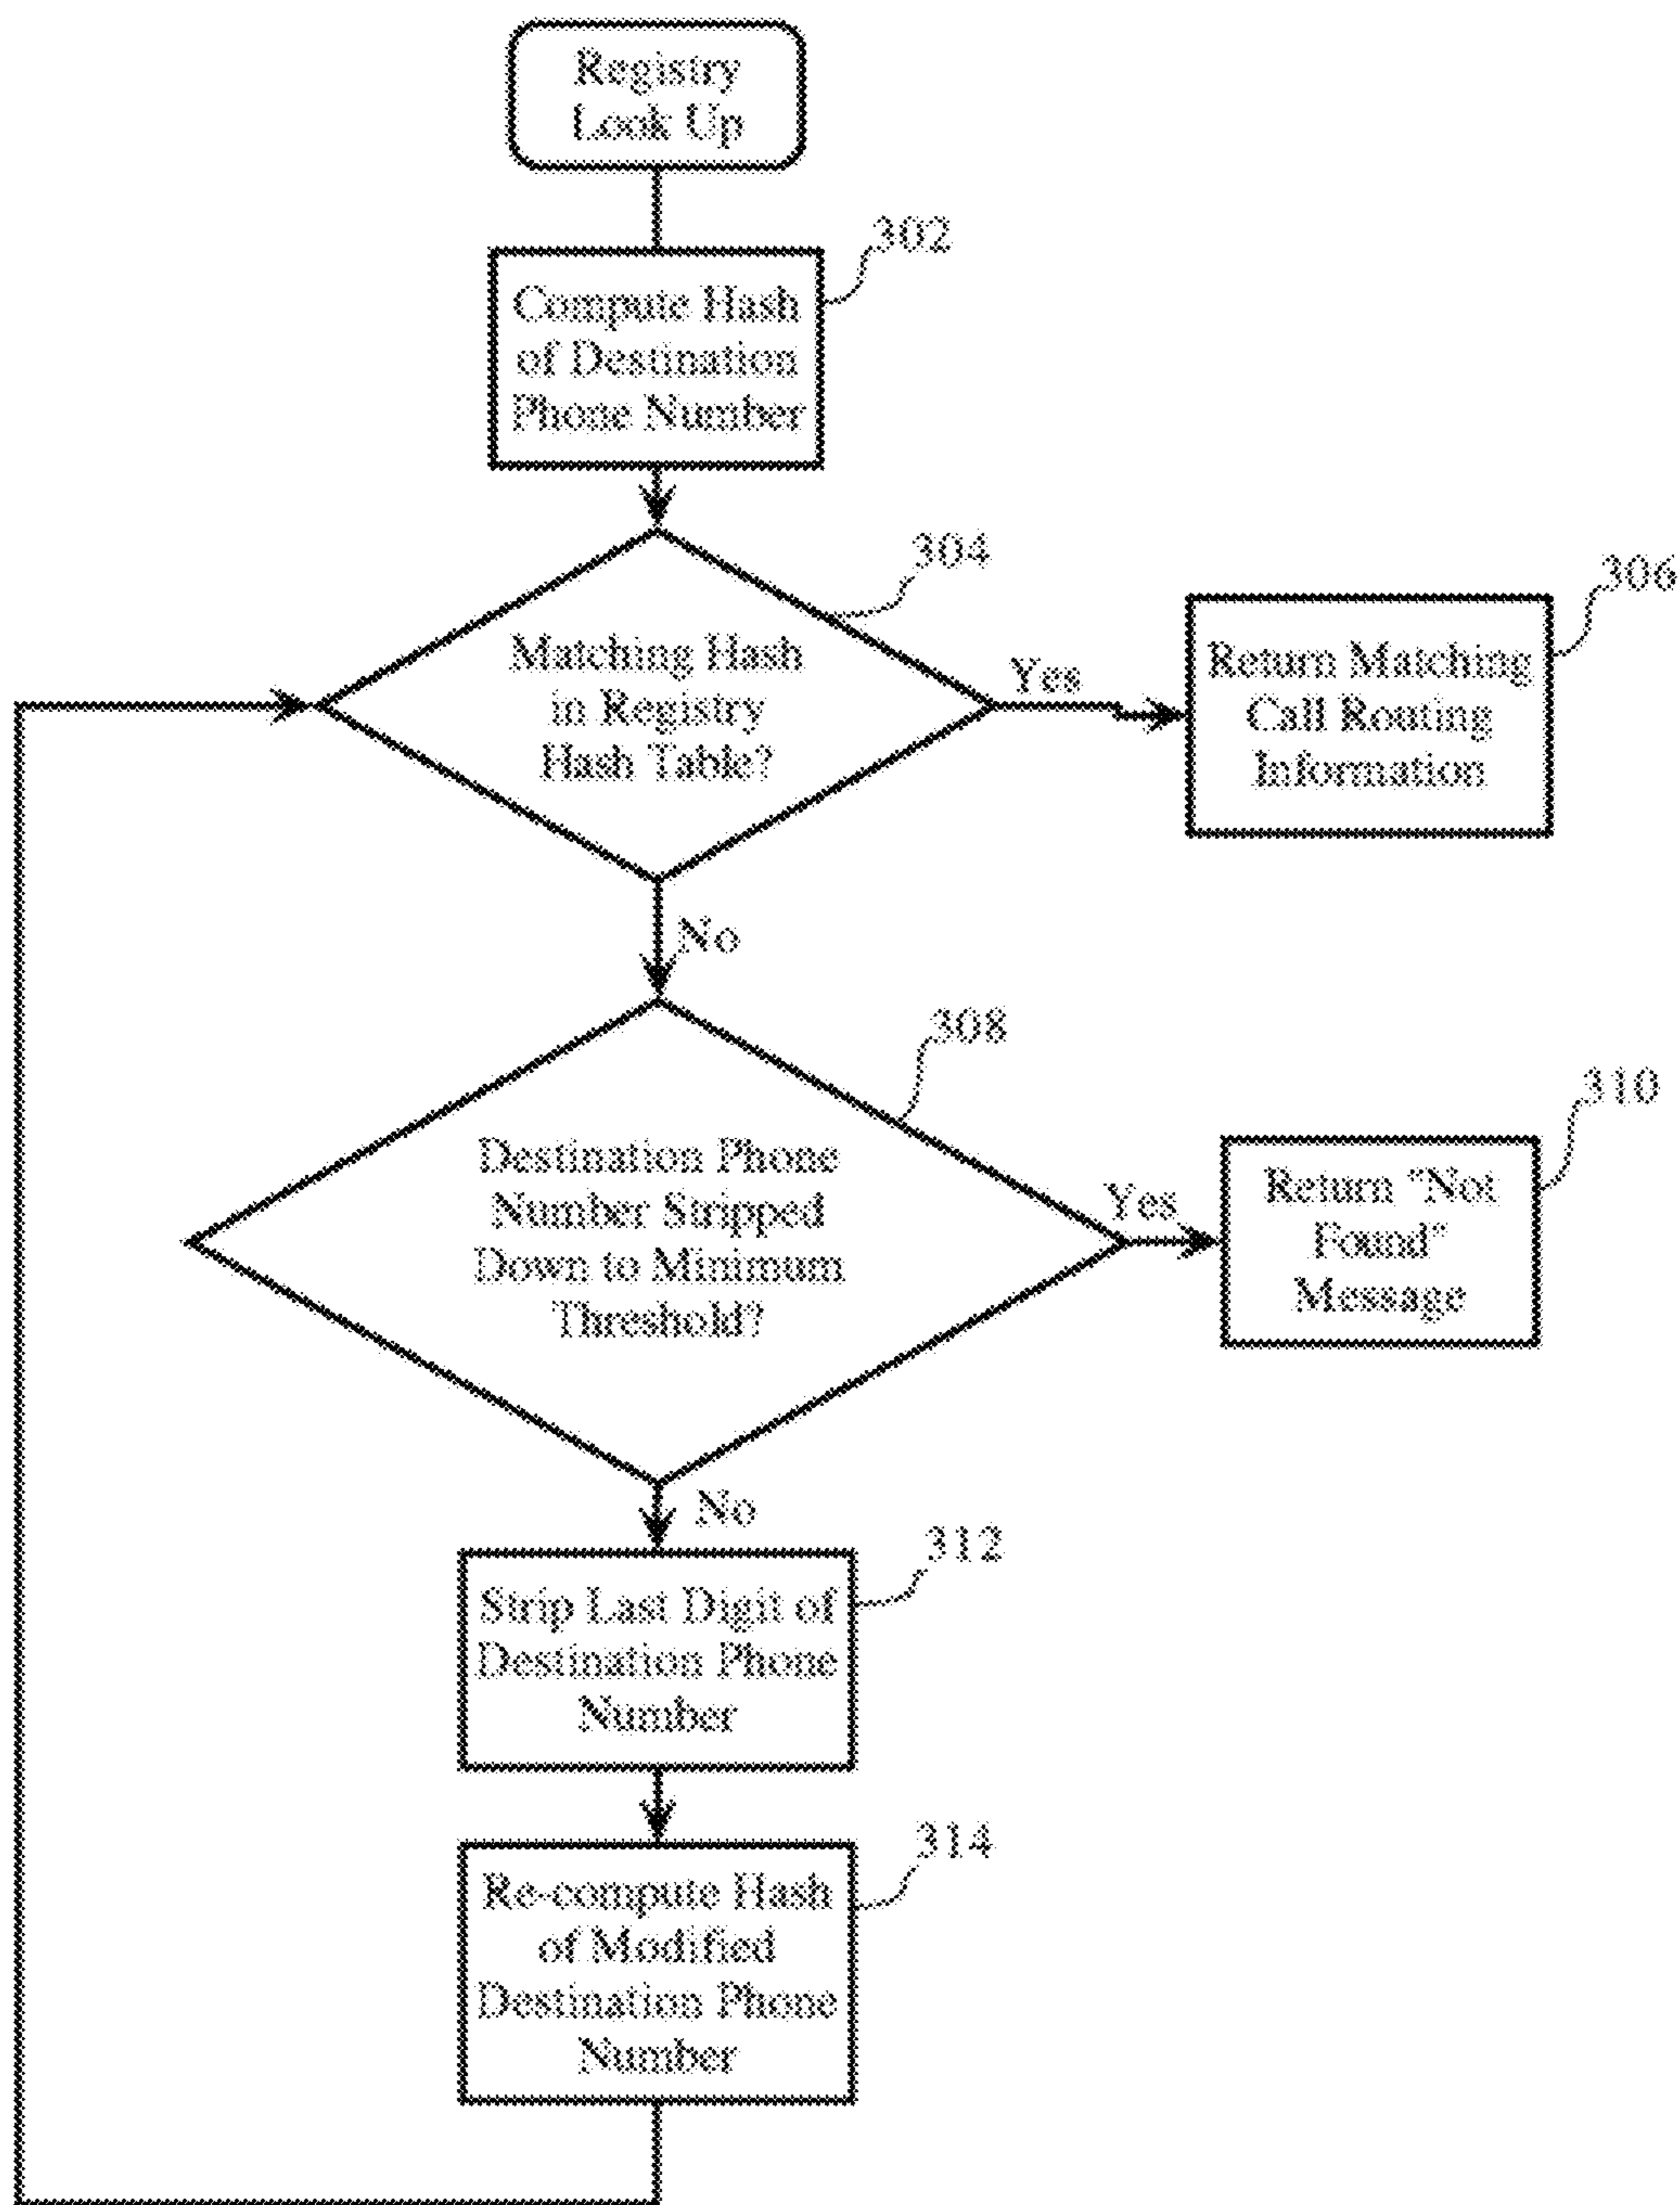 Registry
Look Up
302
Compute Hash
of Destination
Phone Number
304
Matching Hash
in Registry
Hash Table?
Yes
306
Return Matching
Call Routing
Information
No
308
Destination Phone
Number Stripped
Down to Minimum
Threshold?
Yes
310
Return "Not
Found"
Message
No
312
Strip Last Digit of
Destination Phone
Number
314
Re-compute Hash
of Modified
Destination Phone
Number